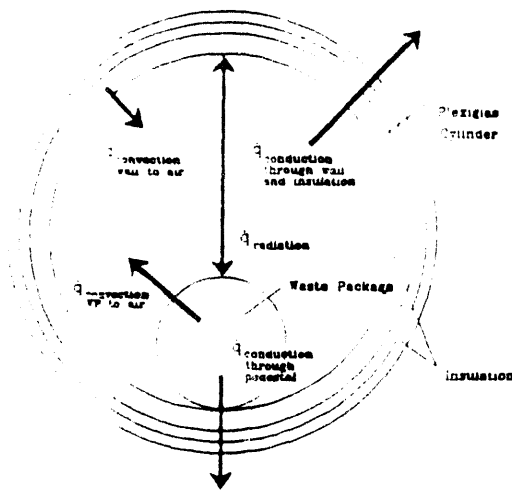 Plexiglas
Cylinder
q̇convection
wall to air
q̇conduction
through wall
and insulation
q̇radiation
q̇convection
WP to air
Waste Package
q̇conduction
through
pedestal
Insulation